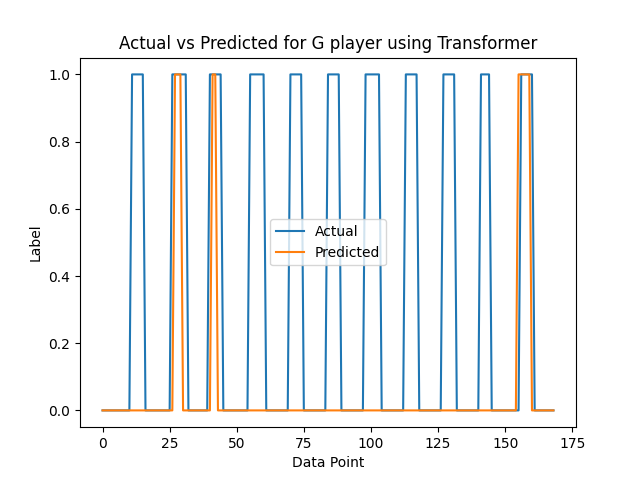 Actual vs Predicted for G player using Transformer
1.0
0.8
0.6
0.4
0.2
0.0
Label
Actual
Predicted
0
25
50
75
100
125
150
175
Data Point